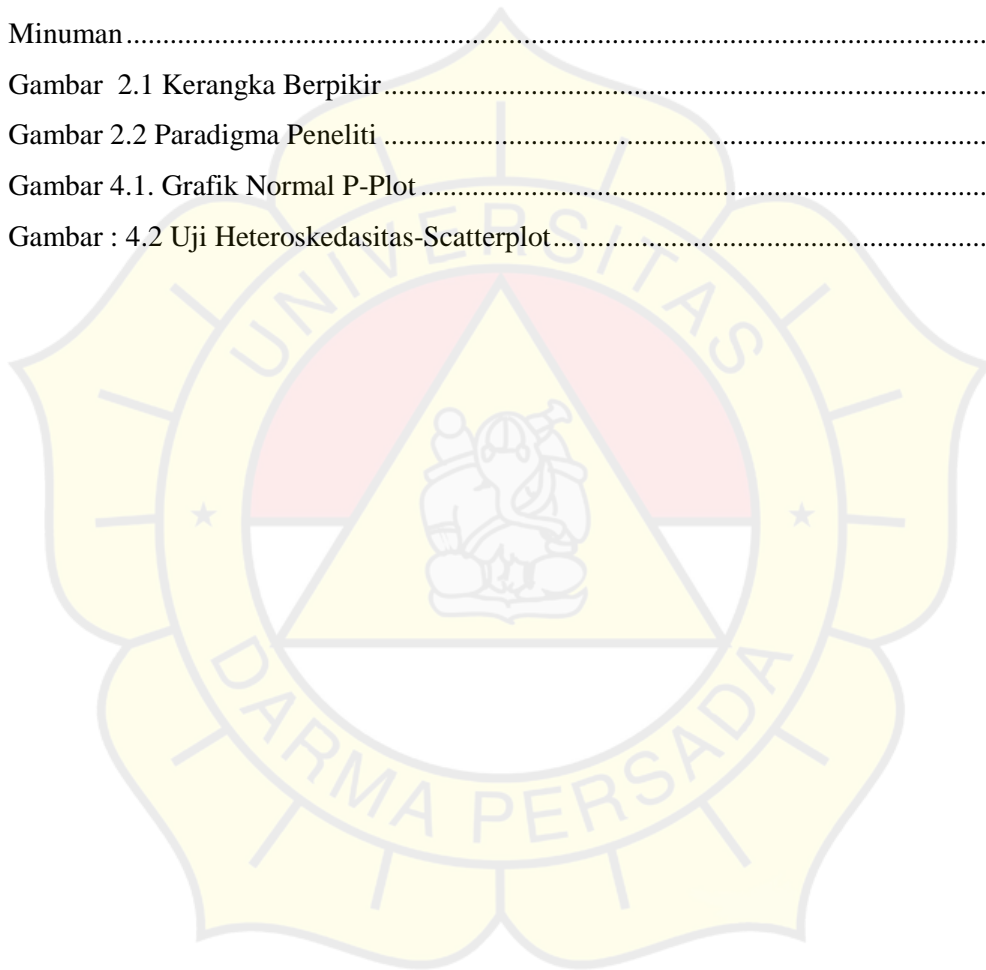 Minuman........................................................................................................................
Gambar  2.1 Kerangka Berpikir....................................................................................
Gambar 2.2 Paradigma Peneliti ....................................................................................
Gambar 4.1. Grafik Normal P-Plot...............................................................................
Gambar : 4.2 Uji Heteroskedasitas-Scatterplot............................................................
UNIVERSITAS
DARMA PERSADA